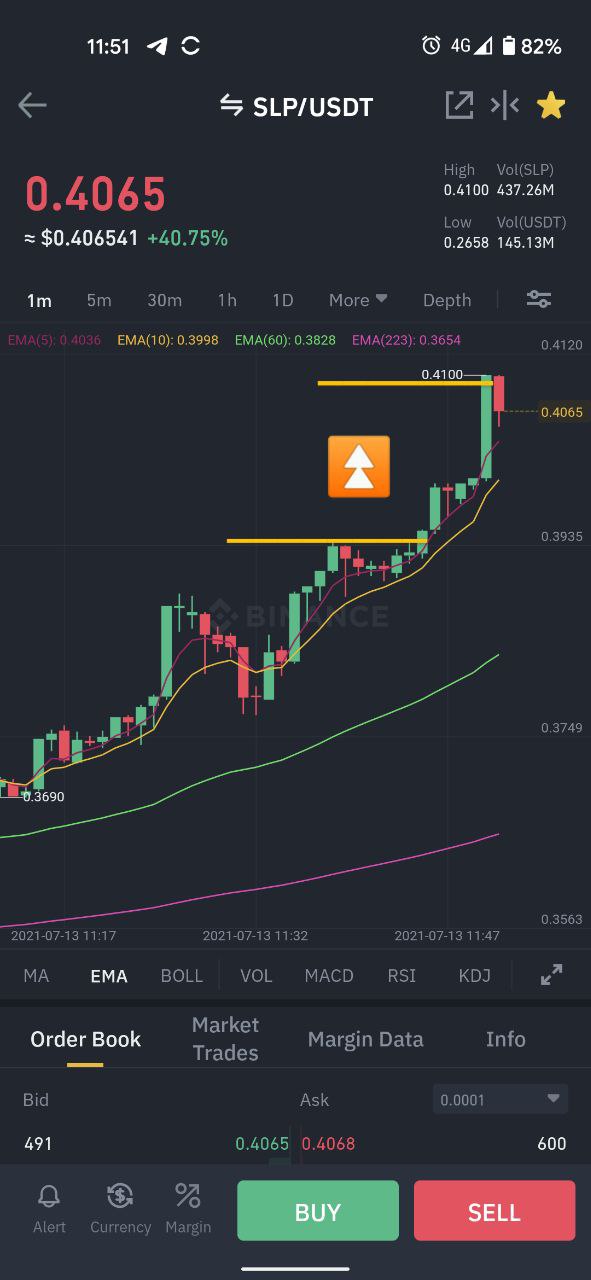 11:51
4G
82%
SLP/USDT
0.4065
≈ $0.406541 +40.75%
High Vol(SLP)
0.4100 437.26M
Low Vol(USDT)
0.2658 145.13M
1m 5m 30m 1h 1D More Depth
EMA(5): 0.4036 EMA(10): 0.3998 EMA(60): 0.3828 EMA(223): 0.3654
0.4120
0.4100
0.4065
0.3935
BINANCE
0.3749
0.3690
0.3563
2021-07-13 11:17 2021-07-13 11:32 2021-07-13 11:47
MA EMA BOLL VOL MACD RSI KDJ
Order Book
Market
Trades
Margin Data
Info
Bid Ask 0.0001
491 0.4065 0.4068 600
Alert Currency Margin
BUY SELL